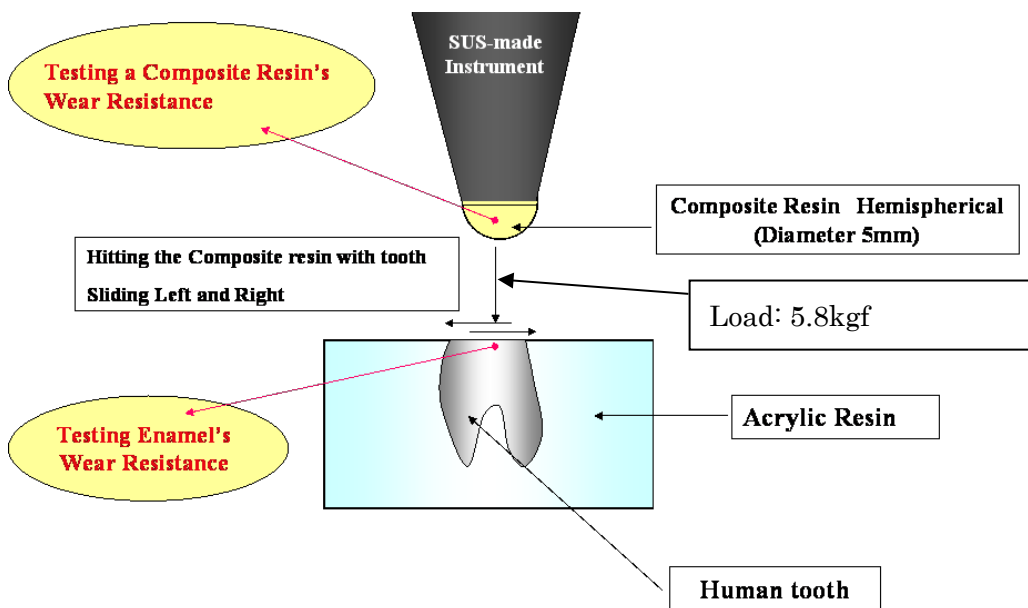 SUS-made
Instrument
Testing a Composite Resin's
Wear Resistance
Composite Resin Hemispherical
(Diameter 5mm)
Hitting the Composite resin with tooth
Sliding Left and Right
Load: 5.8kgf
Acrylic Resin
Testing Enamel's
Wear Resistance
Human tooth